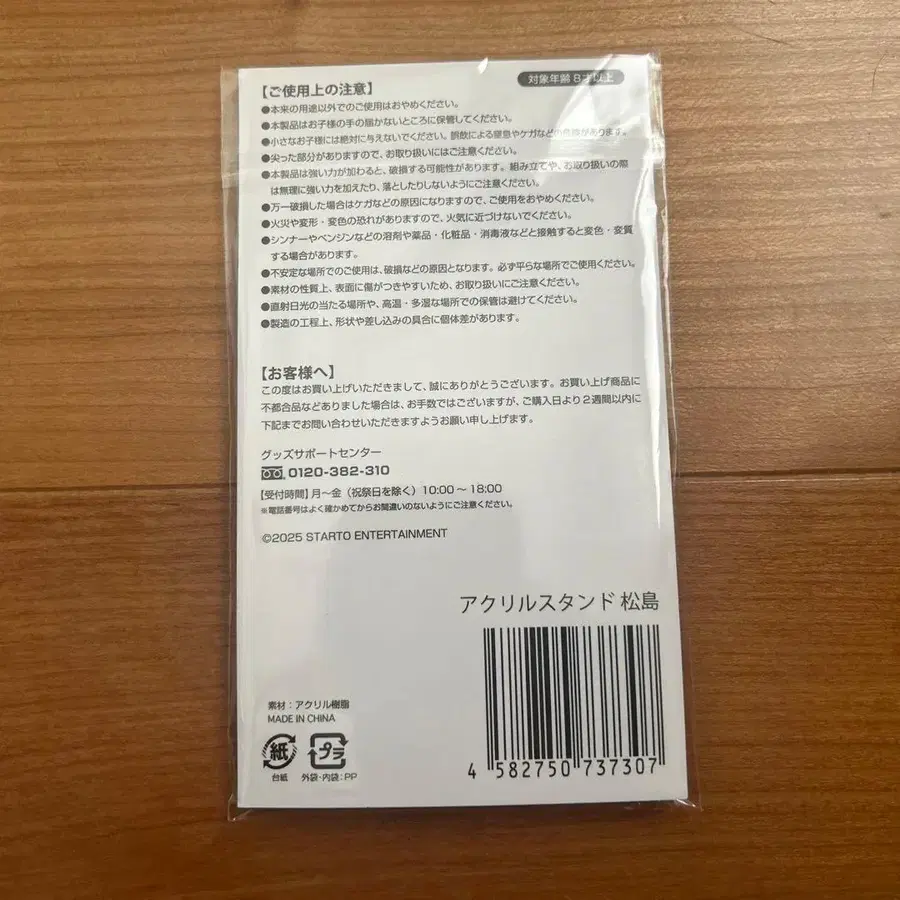 【ご使用上の注意】
対象年齢 8才以上
●本来の用途以外でのご使用はおやめください。
●本製品はお子様の手の届かないところに保管してください。
●小さなお子様には絶対に与えないでください。誤飲による窒息やケガなどの危険があります。
●尖った部分がありますので、お取り扱いにはご注意ください。
●本製品は強い力が加わると、破損する可能性があります。組み立てや、お取り扱いの際
は無理に強い力を加えたり、落としたりしないようにご注意ください。
●万一破損した場合はケガなどの原因になりますので、ご使用をおやめください。
●火災や変形・変色の恐れがありますので、火気に近づけないでください。
●シンナーやベンジンなどの溶剤や薬品・化粧品・消毒液などと接触すると変色・変質
する場合があります。
●不安定な場所でのご使用は、破損などの原因となります。必ず平らな場所でご使用ください。
●素材の性質上、表面に傷がつきやすいため、お取り扱いにご注意ください。
●直射日光の当たる場所や、高温・多湿な場所での保管は避けてください。
●製造の工程上、形状や差し込みの具合に個体差があります。
【お客様へ】
この度はお買い上げいただきまして、誠にありがとうございます。お買い上げ商品に
不都合品などありました場合は、お手数ではございますが、ご購入日より2週間以内に
下記までお問い合わせいただきますようお願い申し上げます。
グッズサポートセンター
0120-382-310
【受付時間】月〜金（祝祭日を除く）10:00〜18:00
※電話番号はよく確かめてからお間違いのないようにご注意ください。
©2025 STARTO ENTERTAINMENT
アクリルスタンド 松島
4 582750 737307
素材：アクリル樹脂
MADE IN CHINA
紙
プラ
台紙
外袋・内袋：PP